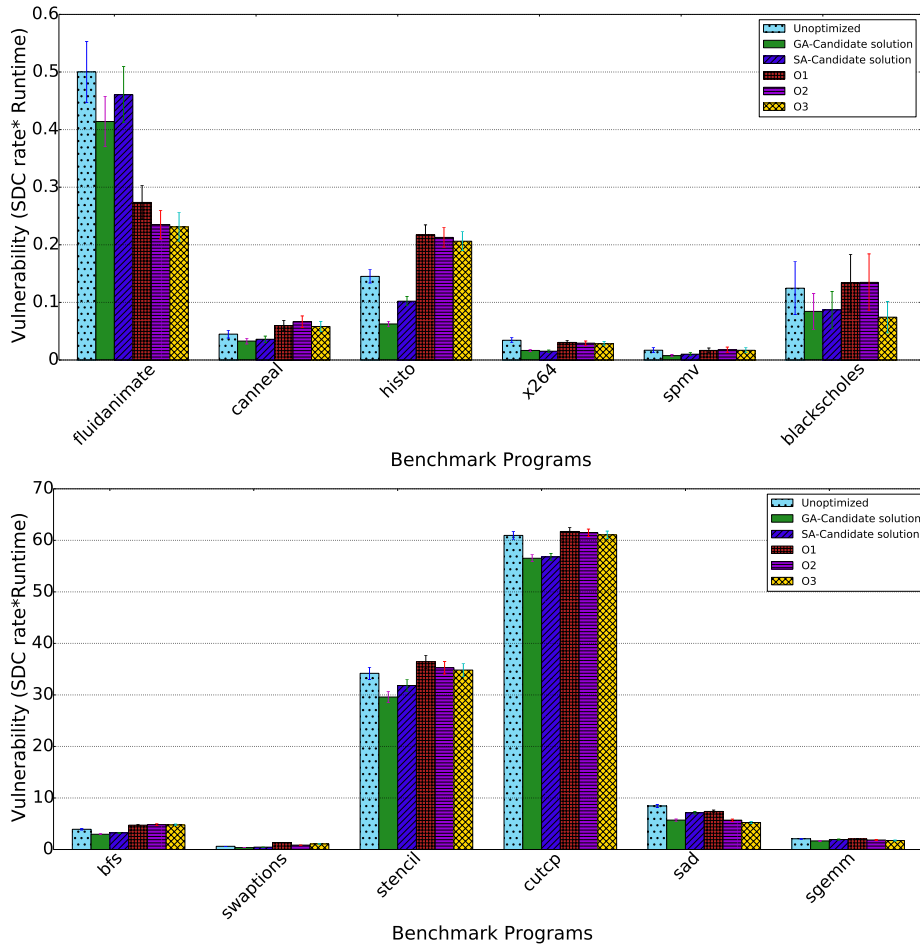 Vulnerability (SDC rate* Runtime)
0.6
0.5
0.4
0.3
0.2
0.1
0
Unoptimized
GA-Candidate solution
SA-Candidate solution
O1
O2
O3
fluidanimate
canneal
histo
x264
spmv
blackscholes
Benchmark Programs
Vulnerability (SDC rate*Runtime)
70
60
50
40
30
20
10
0
Unoptimized
GA-Candidate solution
SA-Candidate solution
O1
O2
O3
bfs
swaptions
stencil
cutcp
sad
sgemm
Benchmark Programs